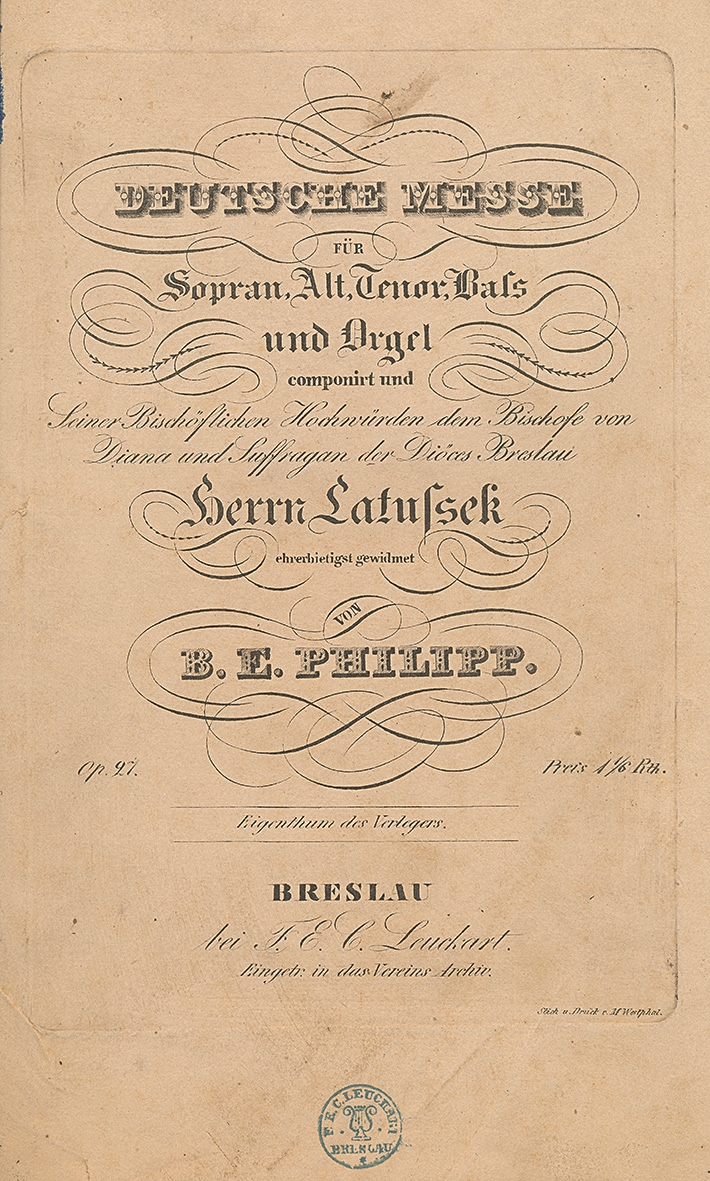 DEUTSCHE MESSE
FÜR
Sopran, Alt, Tenor, Baſs
und Orgel
componirt und
Seiner Bischöflichen Hochwürden dem Bischofe von
Diana und Suffragan der Diöces Breslau
Herrn Latuſsek
ehrerbietigst gewidmet
VON
B. E. PHILIPP.
Op. 27.
Preis 1 1/6 Rth.
Eigenthum des Verlegers.
BRESLAU
bei F. E. C. Leuckart.
Eingetr. in das Vereins Archiv.
Stich u. Druck v. M Westphal.
F. E. C. LEUCKART
BRESLAU